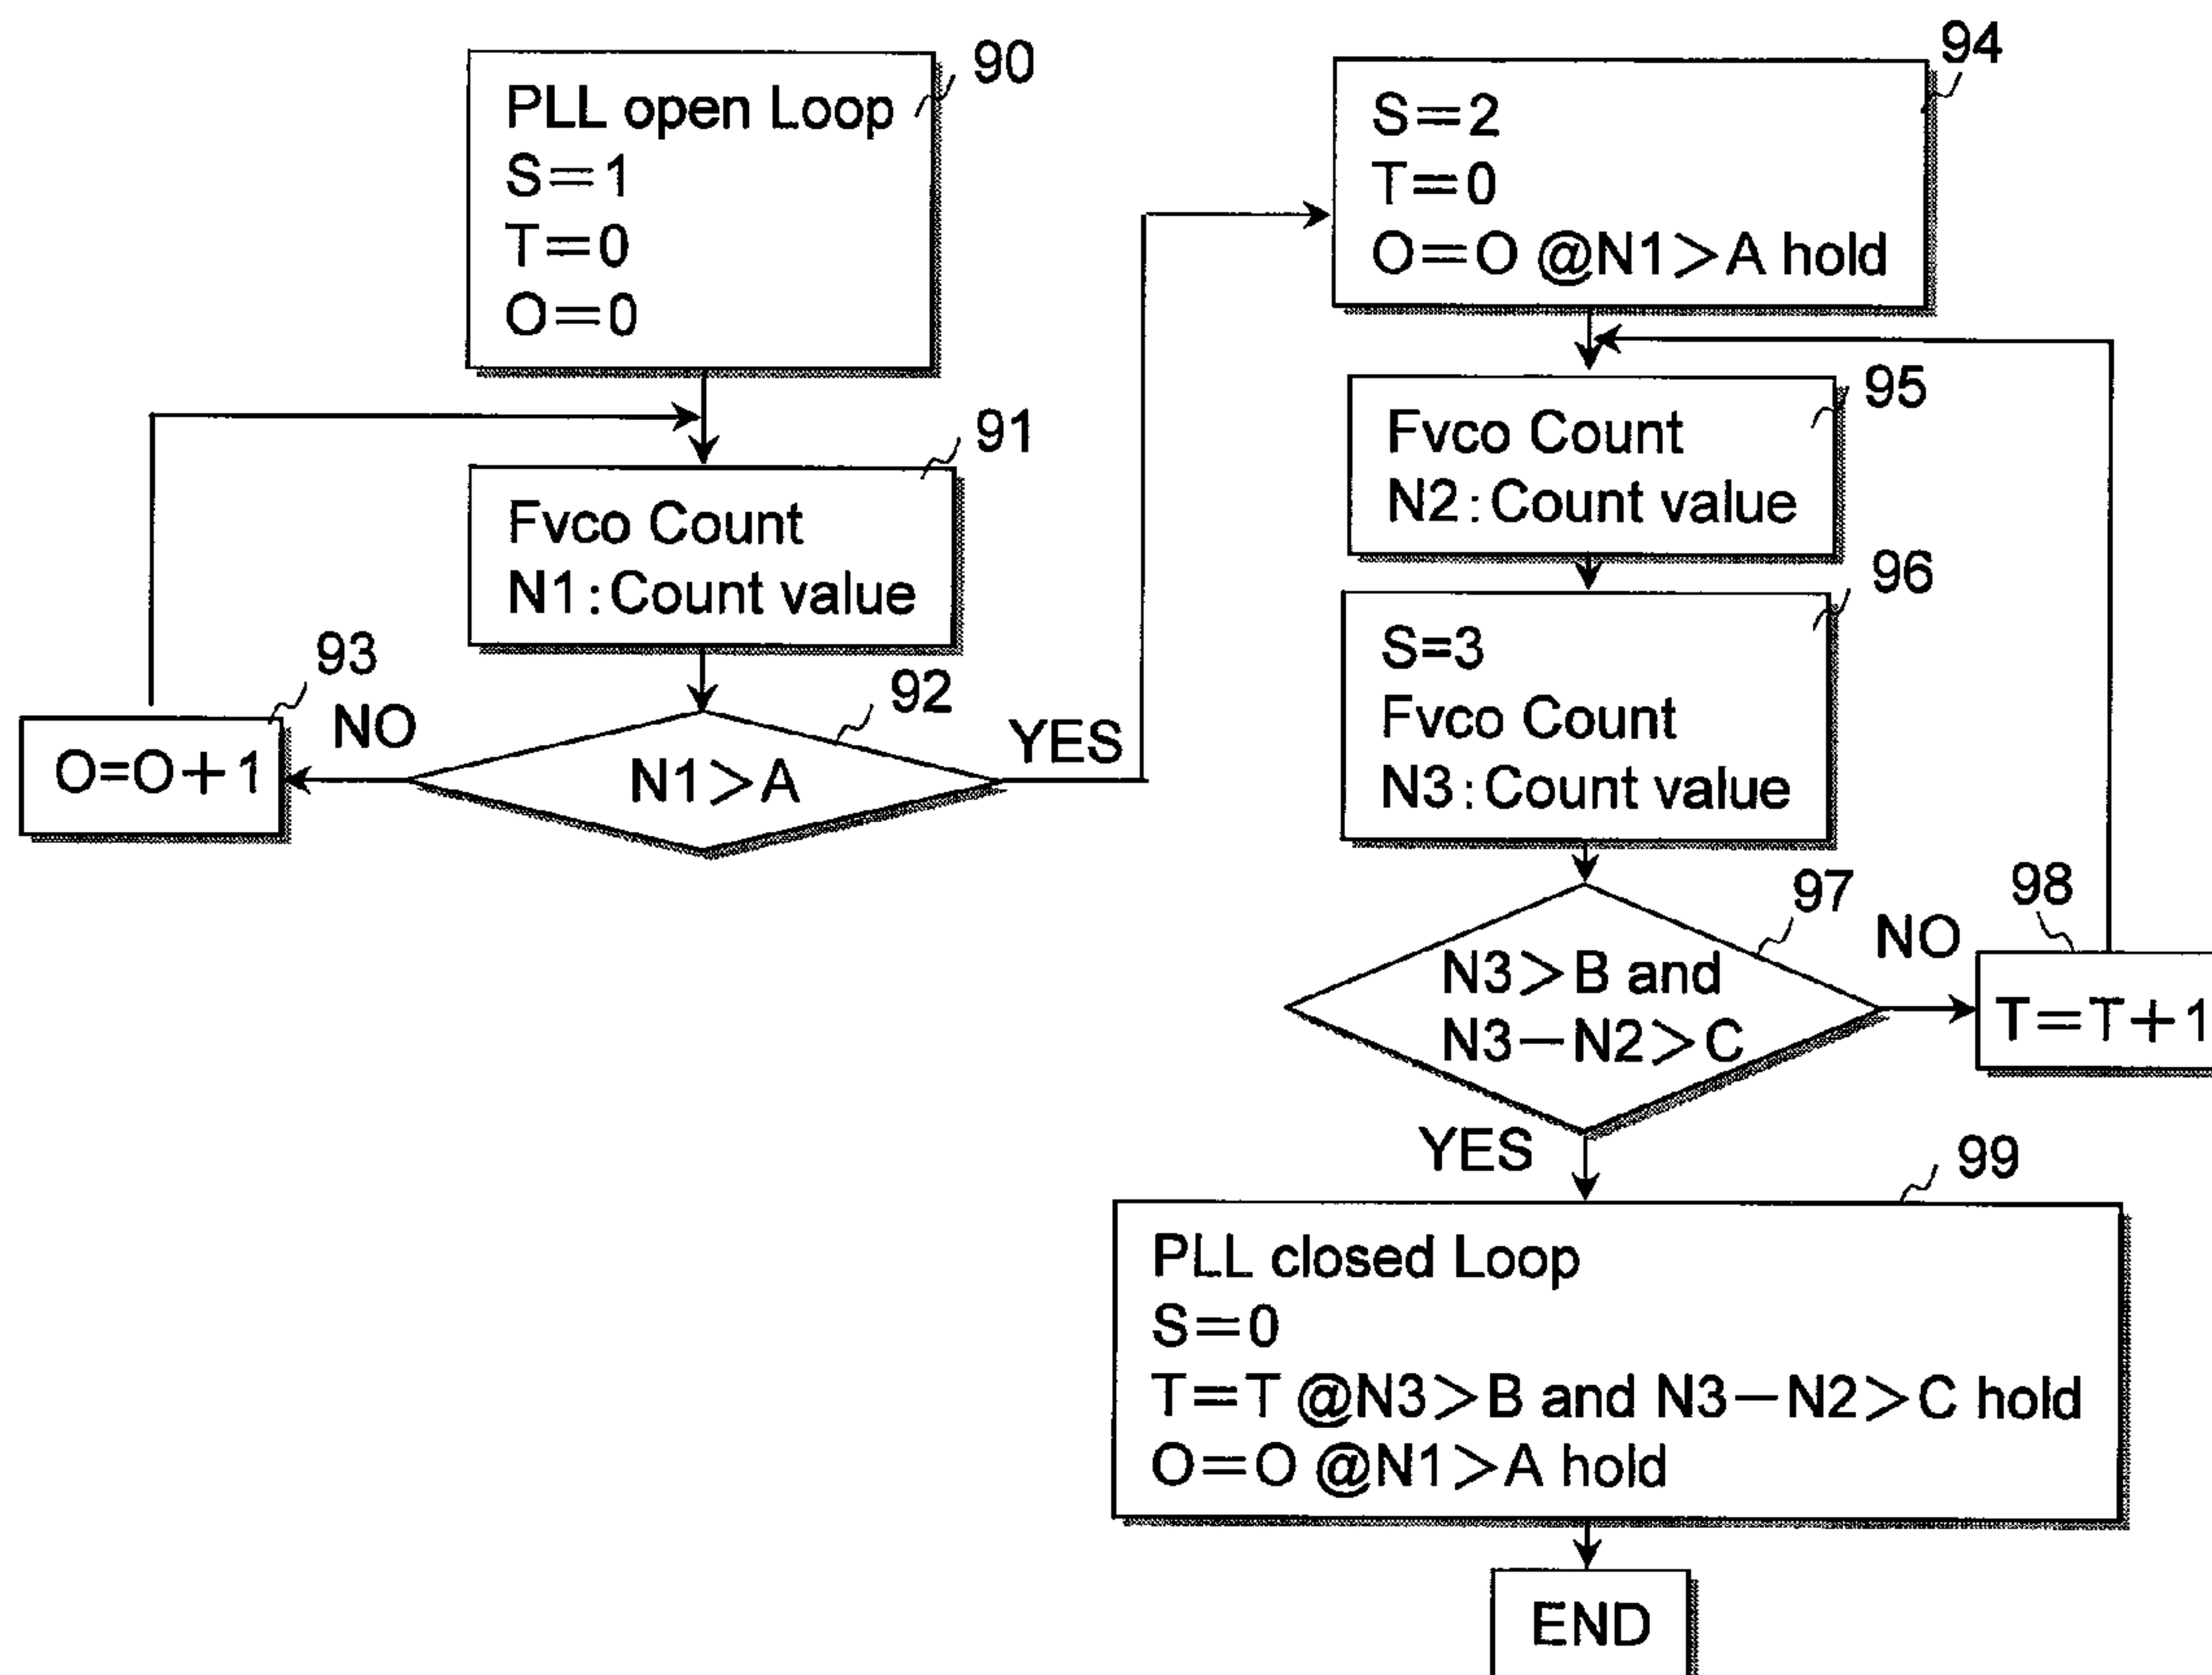 90
PLL open Loop
S=1
T=0
O=0
91
Fvco Count
N1:Count value
92
N1>A
NO
YES
93
O=O+1
94
S=2
T=0
O=O @N1>A hold
95
Fvco Count
N2:Count value
96
S=3
Fvco Count
N3:Count value
97
N3>B and
N3-N2>C
NO
98
T=T+1
YES
99
PLL closed Loop
S=0
T=T @N3>B and N3-N2>C hold
O=O @N1>A hold
END